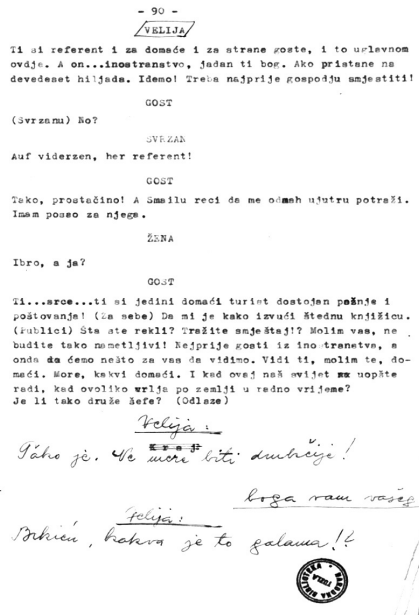 - 90 -
VELIJA
Ti si referent i za domaće i za strane goste, i to uglavnom
ovdje. A on...inostranstvo, jadan ti bog. Ako pristane na
devedeset hiljada. Idemo! Treba najprije gospodju smjestiti!
GOST
(Svrzanu) No?
SVRZAN
Auf viderzen, her referent!
GOST
Tako, prostačino! A Smailu reci da me odmah ujutru potraži.
Imam posao za njega.
ŽENA
Ibro, a ja?
GOST
Ti...srce...ti si jedini domaći turist dostojan pažnje i
poštovanja! (Za sebe) Da mi je kako izvući štednu knjižicu.
(Publici) Šta ste rekli? Tražite smještaj!? Molim vas, ne
budite tako nametljivi! Najprije gosti iz inostranstva, a
onda ćemo nešto za vas da vidimo. Vidi ti, molim te, do-
maći. More, kakvi domaći. I kad ovaj naš svijet uopšte
radi, kad ovoliko vrlja po zemlji u radno vrijeme?
Je li tako druže šefe? (Odlaze)
Velija:
K r a j
Tako je. Ne more biti drukčije!
boga vam vašeg
Velija:
Brkiću, kakva je to galama!?
NARODNA BIBLIOTEKA
TUZLA